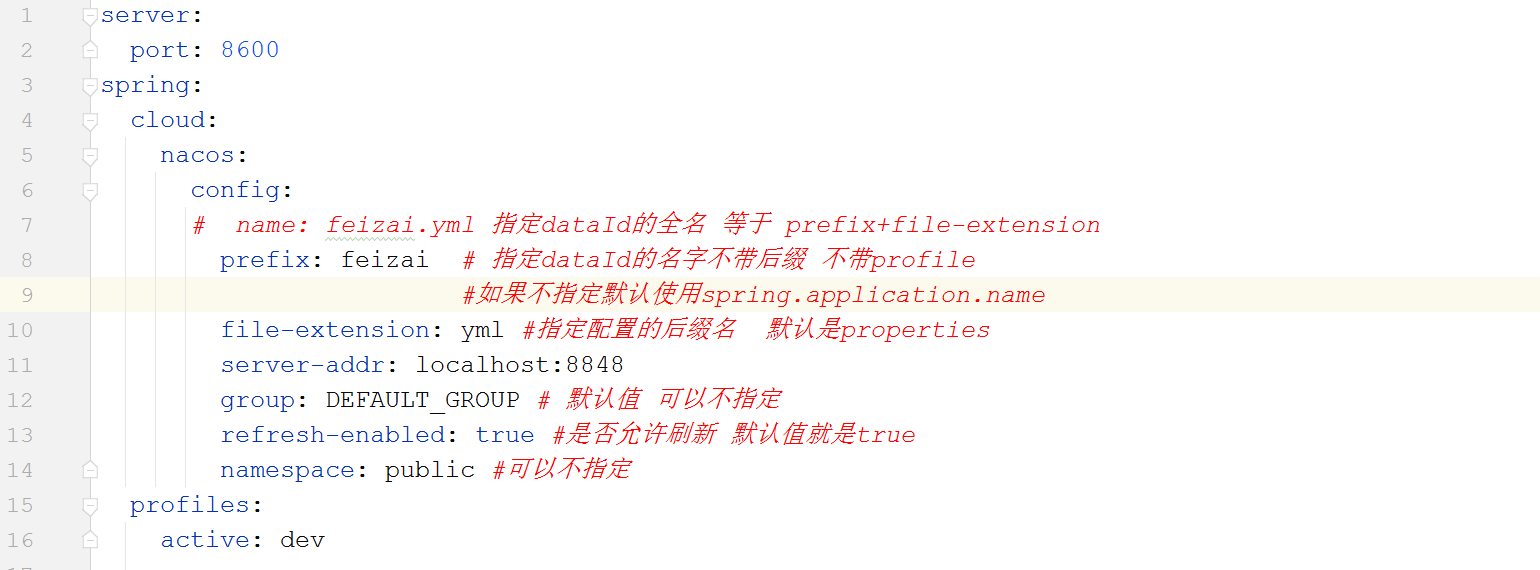 1 server:
2   port: 8600
3 spring:
4   cloud:
5     nacos:
6       config:
7       #  name: feizai.yml 指定dataId的全名 等于 prefix+file-extension
8         prefix: feizai  # 指定dataId的名字不带后缀 不带profile
9                         #如果不指定默认使用spring.application.name
10         file-extension: yml #指定配置的后缀名  默认是properties
11         server-addr: localhost:8848
12         group: DEFAULT_GROUP # 默认值 可以不指定
13         refresh-enabled: true #是否允许刷新 默认值就是true
14         namespace: public #可以不指定
15   profiles:
16     active: dev